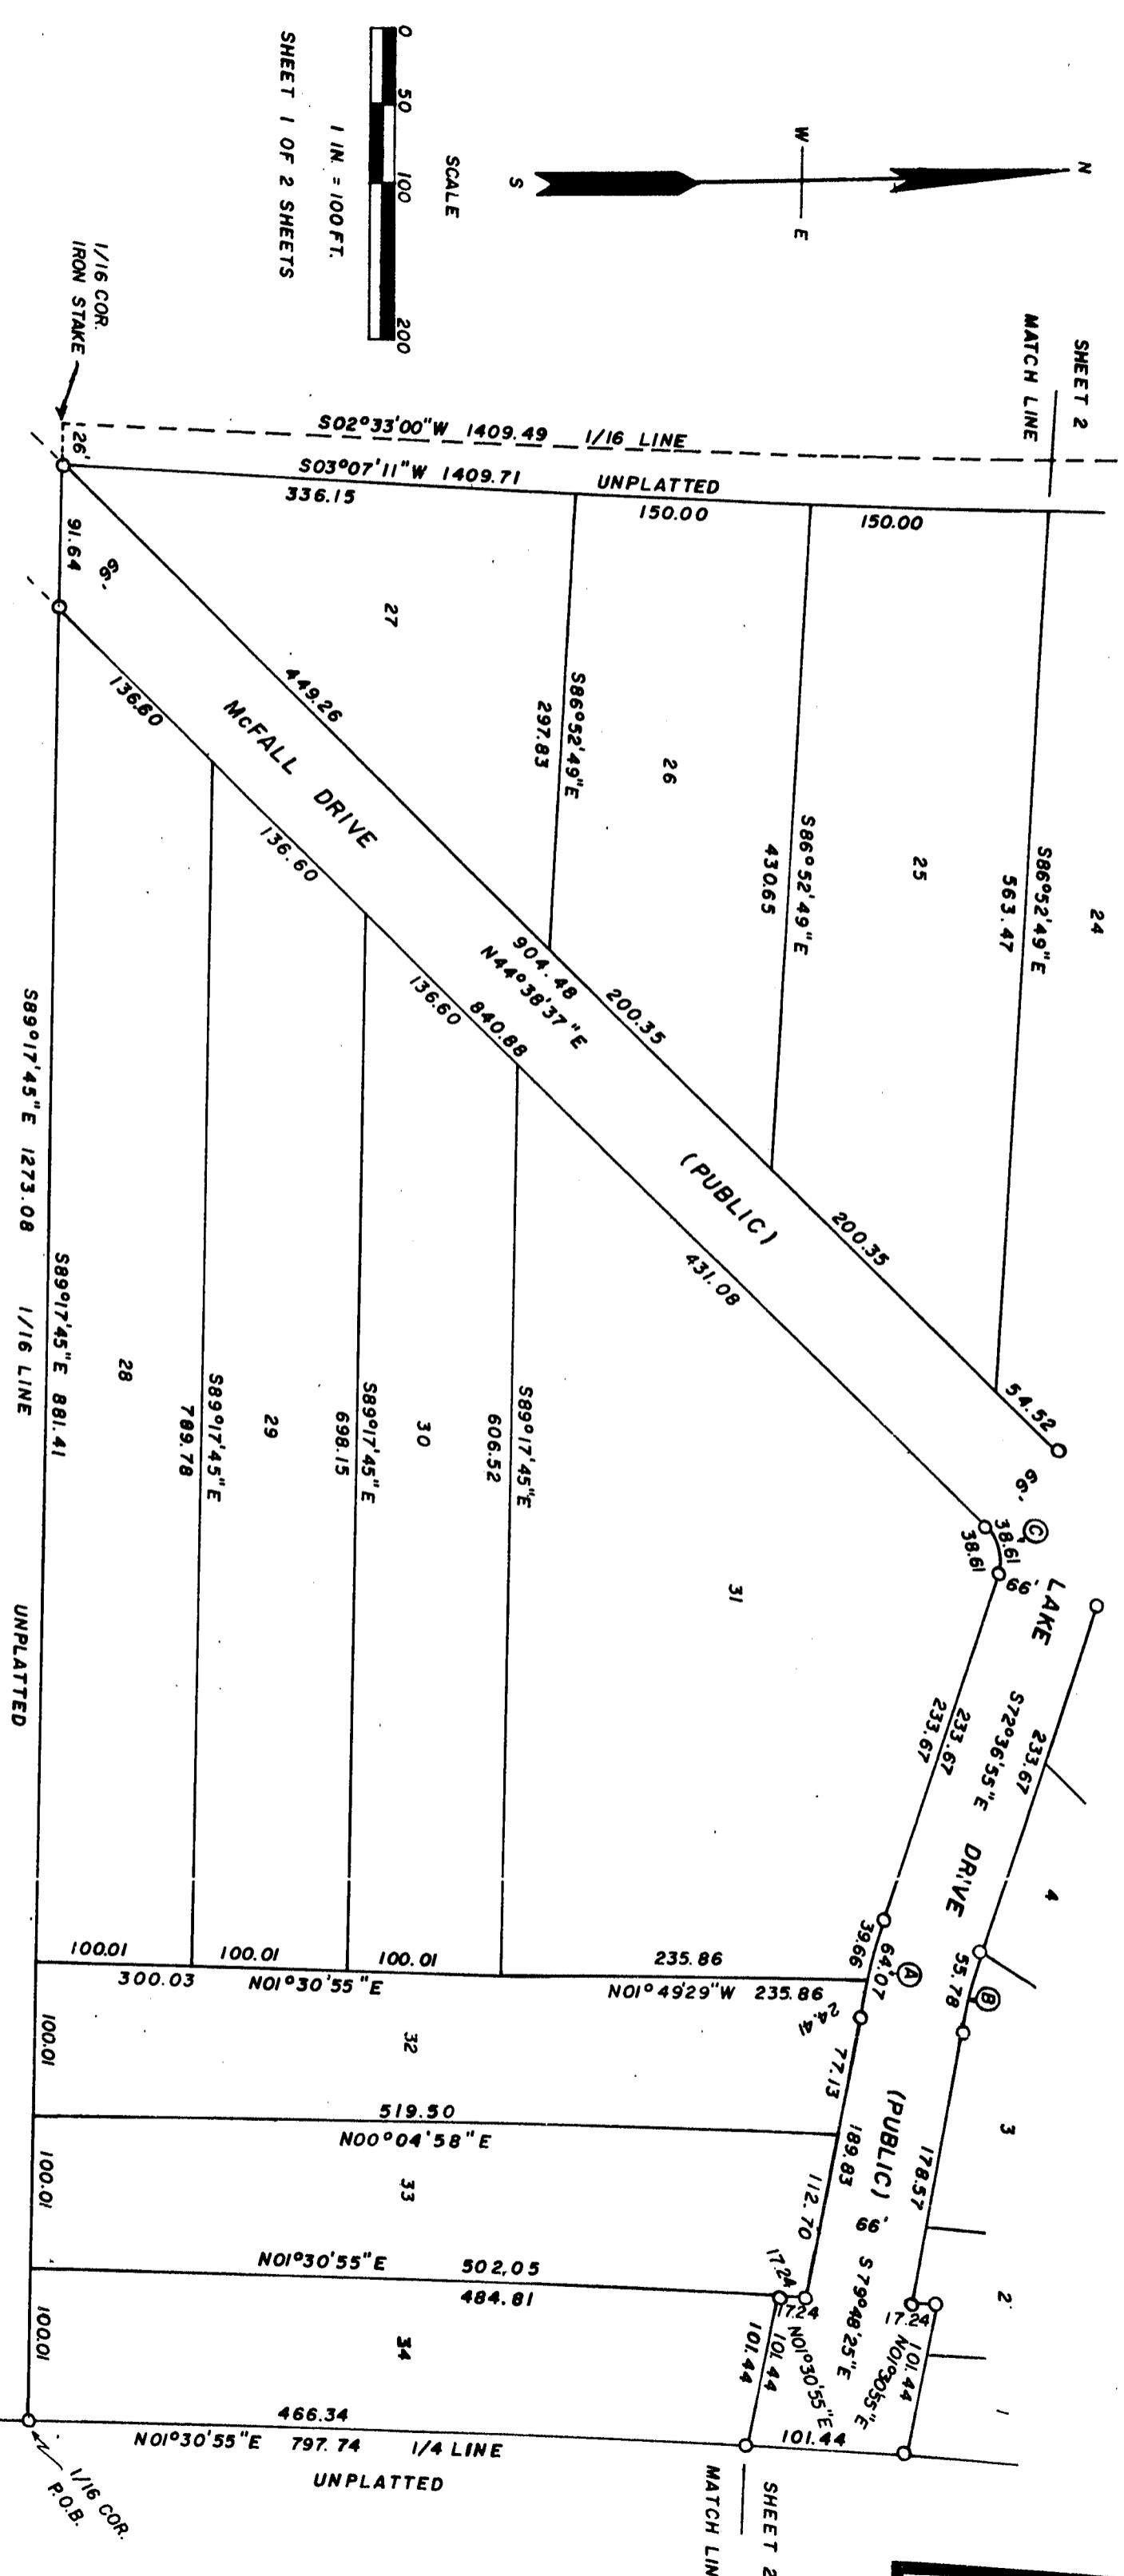 N
W
E
S
SCALE
0 50 100 200
1 IN. = 100 FT.
SHEET 1 OF 2 SHEETS
SHEET 2
MATCH LINE
1/16 COR.
IRON STAKE
26'
S02°33'00"W 1409.49 1/16 LINE
S03°07'11"W 1409.71
UNPLATTED
336.15
150.00
150.00
24
S86°52'49"E
563.47
25
S86°52'49"E
430.65
26
S86°52'49"E
297.83
27
91.64
66'
449.26
McFALL DRIVE
904.48
N44°38'37"E
840.88
200.35
(PUBLIC)
200.35
54.52
66'
136.60
136.60
136.60
431.08
C
38.61
38.61
66'
LAKE DRIVE
S72°36'55"E
233.67
233.67
233.67
4
31
S89°17'45"E
606.52
30
S89°17'45"E
698.15
29
S89°17'45"E
789.78
28
S89°17'45"E 881.41
S89°17'45"E 1273.08 1/16 LINE
UNPLATTED
100.01
100.01
100.01
235.86
300.03
N01°30'55"E
N01°49'29"W 235.86
39.66
64.07
A
24.41
55.78
B
77.13
189.83
112.70
(PUBLIC)
66'
178.57
3
2
1
S79°48'25"E
100.01
32
519.50
N00°04'58"E
100.01
33
N01°30'55"E 502.05
484.81
17.24
17.24
N01°30'55"E
17.24
N01°30'55"E
101.44
101.44
101.44
101.44
100.01
34
466.34
N01°30'55"E 797.74 1/4 LINE
UNPLATTED
1/16 COR.
P.O.B.
SHEET 2
MATCH LIN